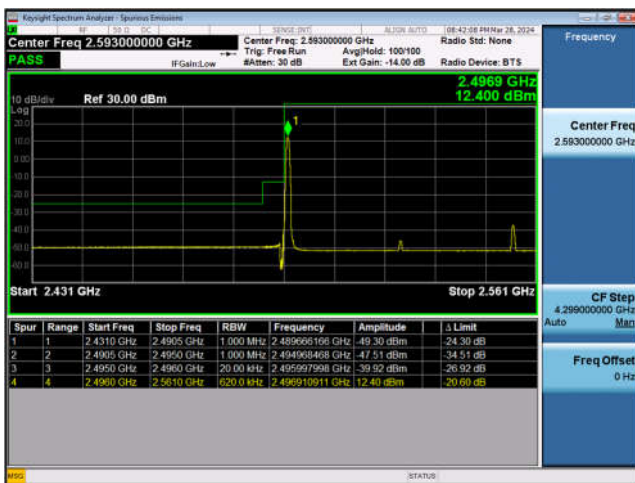 Keysight Spectrum Analyzer - Spurious Emissions
RF 50 Ω DC SENSE:INT ALIGN AUTO 08:42:08 PM Mar 28, 2024
Center Freq 2.593000000 GHz Center Freq: 2.593000000 GHz Radio Std: None Frequency
Trig: Free Run Avg|Hold: 100/100
PASS IFGain:Low #Atten: 30 dB Ext Gain: -14.00 dB Radio Device: BTS
2.4969 GHz
10 dB/div Ref 30.00 dBm 12.400 dBm
Log
20.0
1
10.0
0.00
-10.0
-20.0
-30.0
-40.0
-50.0
-60.0
Center Freq
2.593000000 GHz
Start 2.431 GHz Stop 2.561 GHz
CF Step
4.299000000 GHz
Auto Man
Spur Range Start Freq Stop Freq RBW Frequency Amplitude Δ Limit
1 1 2.4310 GHz 2.4905 GHz 1.000 MHz 2.489666166 GHz -49.30 dBm -24.30 dB
2 2 2.4905 GHz 2.4950 GHz 1.000 MHz 2.494968468 GHz -47.51 dBm -34.51 dB
3 3 2.4950 GHz 2.4960 GHz 20.00 kHz 2.495997998 GHz -39.92 dBm -26.92 dB
4 4 2.4960 GHz 2.5610 GHz 620.0 kHz 2.496910911 GHz 12.40 dBm -20.60 dB
Freq Offset
0 Hz
MSG STATUS